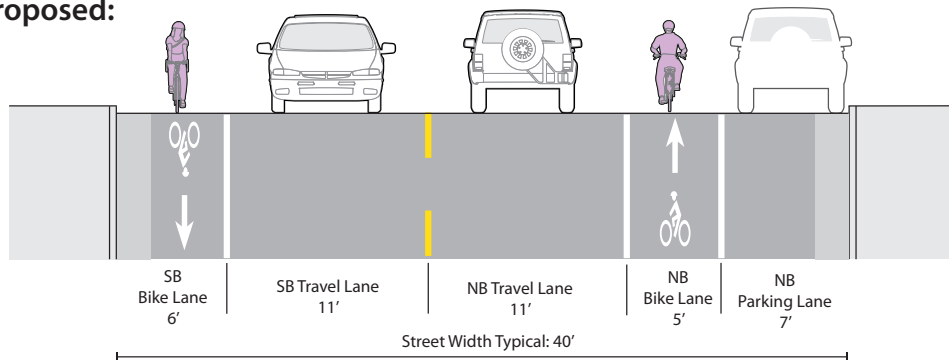 roposed:
SB
Bike Lane
6’
SB Travel Lane
11’
NB Travel Lane
11’
NB
Bike Lane
5’
NB
Parking Lane
7’
Street Width Typical: 40’